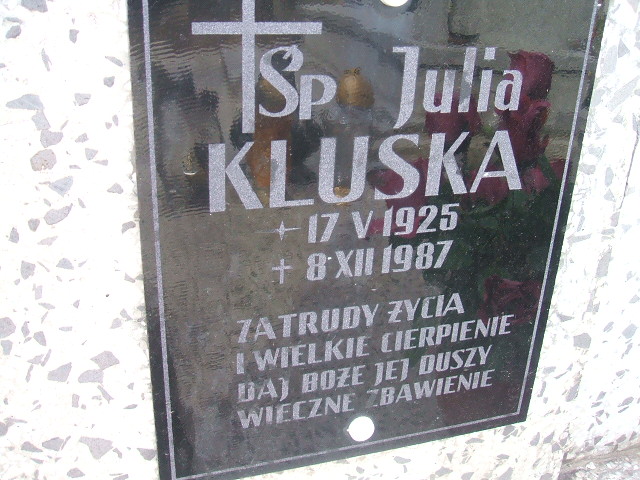 Śp Julia
KLUSKA
17 V 1925
+ 8 XII 1987
ZA TRUDY ŻYCIA
I WIELKIE CIERPIENIE
DAJ BOŻE JEJ DUSZY
WIECZNE ZBAWIENIE